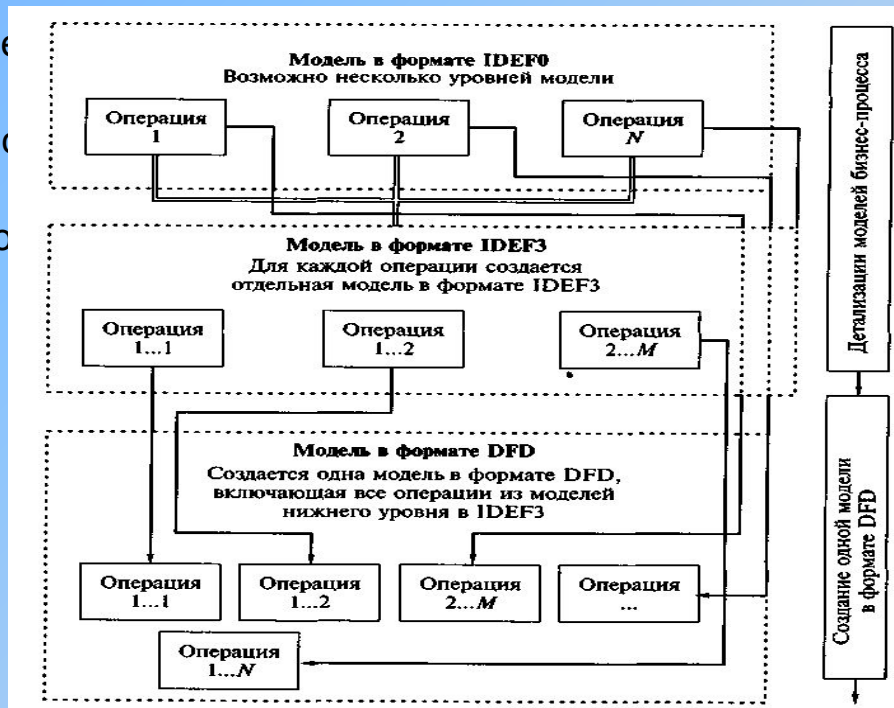 Модель в формате IDEF0
Возможно несколько уровней модели
Операция
1
Операция
2
Операция
N
Модель в формате IDEF3
Для каждой операции создается
отдельная модель в формате IDEF3
Операция
1...1
Операция
1...2
Операция
2...M
Модель в формате DFD
Создается одна модель в формате DFD,
включающая все операции из моделей
нижнего уровня в IDEF3
Операция
1...1
Операция
1...2
Операция
2...M
Операция
...
Операция
1...N
Детализации моделей бизнес-процесса
Создание одной модели
в формате DFD